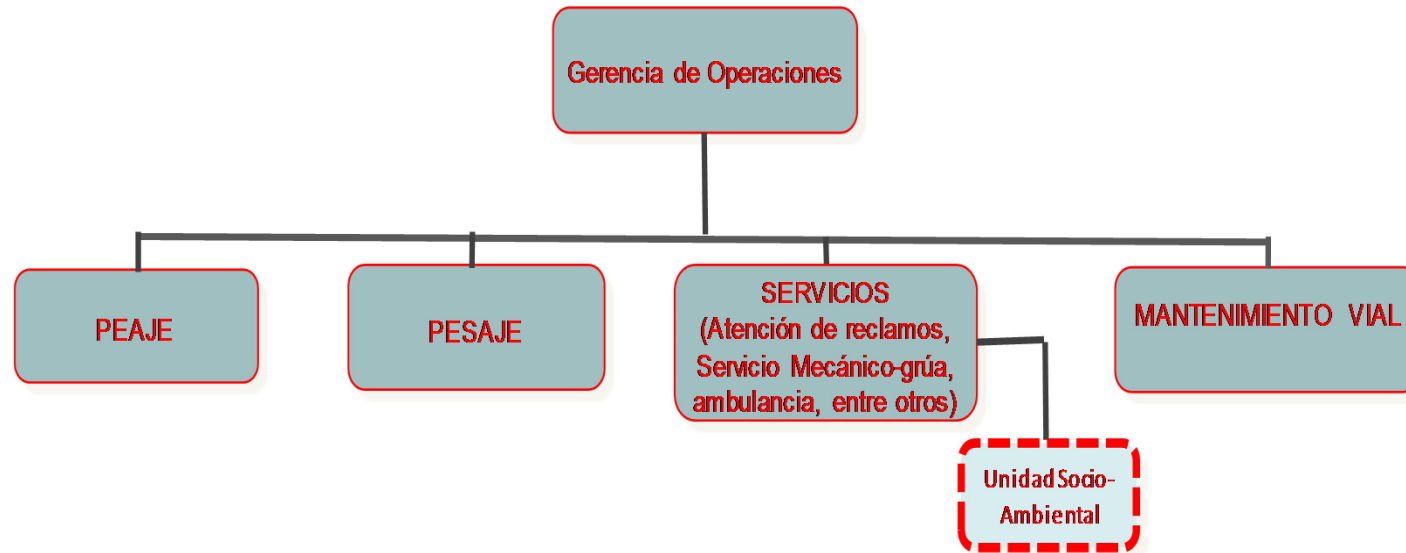 Gerencia de Operaciones
PEAJE
PESAJE
SERVICIOS
(Atención de reclamos,
Servicio Mecánico-grúa,
ambulancia, entre otros)
MANTENIMIENTO VIAL
Unidad Socio-
Ambiental